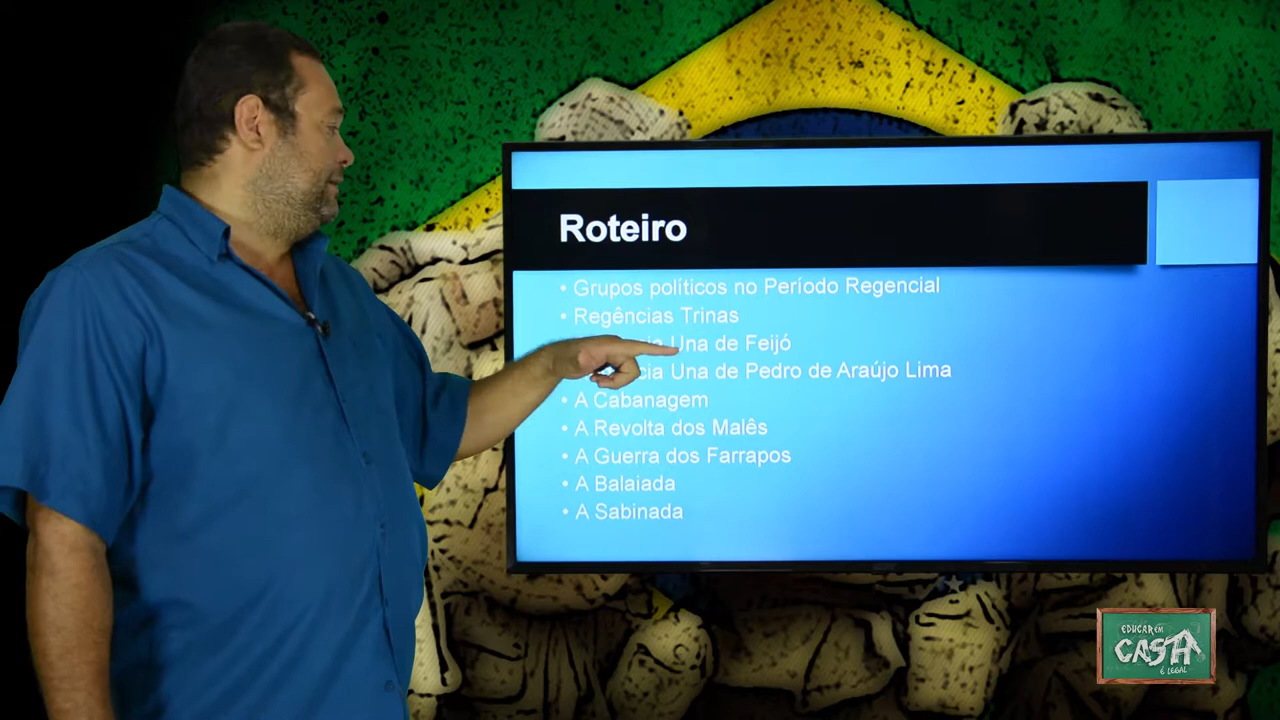 Roteiro
• Grupos políticos no Período Regencial
• Regências Trinas
Una de Feijó
Una de Pedro de Araújo Lima
• A Cabanagem
• A Revolta dos Malês
• A Guerra dos Farrapos
• A Balaiada
• A Sabinada
EDUCAR EM
CASA
É LEGAL